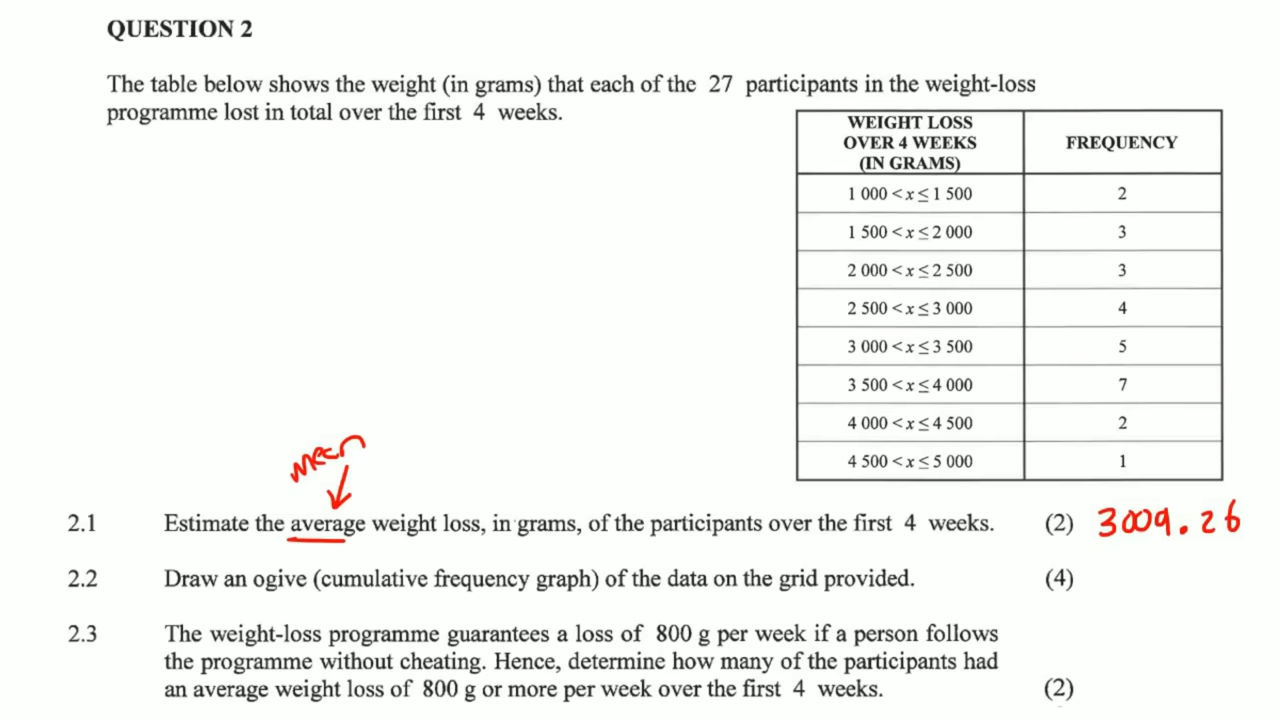 QUESTION 2
The table below shows the weight (in grams) that each of the 27 participants in the weight-loss
programme lost in total over the first 4 weeks.
WEIGHT LOSS OVER 4 WEEKS (IN GRAMS) FREQUENCY
1 000 < x ≤ 1 500 2
1 500 < x ≤ 2 000 3
2 000 < x ≤ 2 500 3
2 500 < x ≤ 3 000 4
3 000 < x ≤ 3 500 5
3 500 < x ≤ 4 000 7
4 000 < x ≤ 4 500 2
4 500 < x ≤ 5 000 1
mean
2.1 Estimate the average weight loss, in grams, of the participants over the first 4 weeks. (2) 3009.26
2.2 Draw an ogive (cumulative frequency graph) of the data on the grid provided. (4)
2.3 The weight-loss programme guarantees a loss of 800 g per week if a person follows
the programme without cheating. Hence, determine how many of the participants had
an average weight loss of 800 g or more per week over the first 4 weeks. (2)